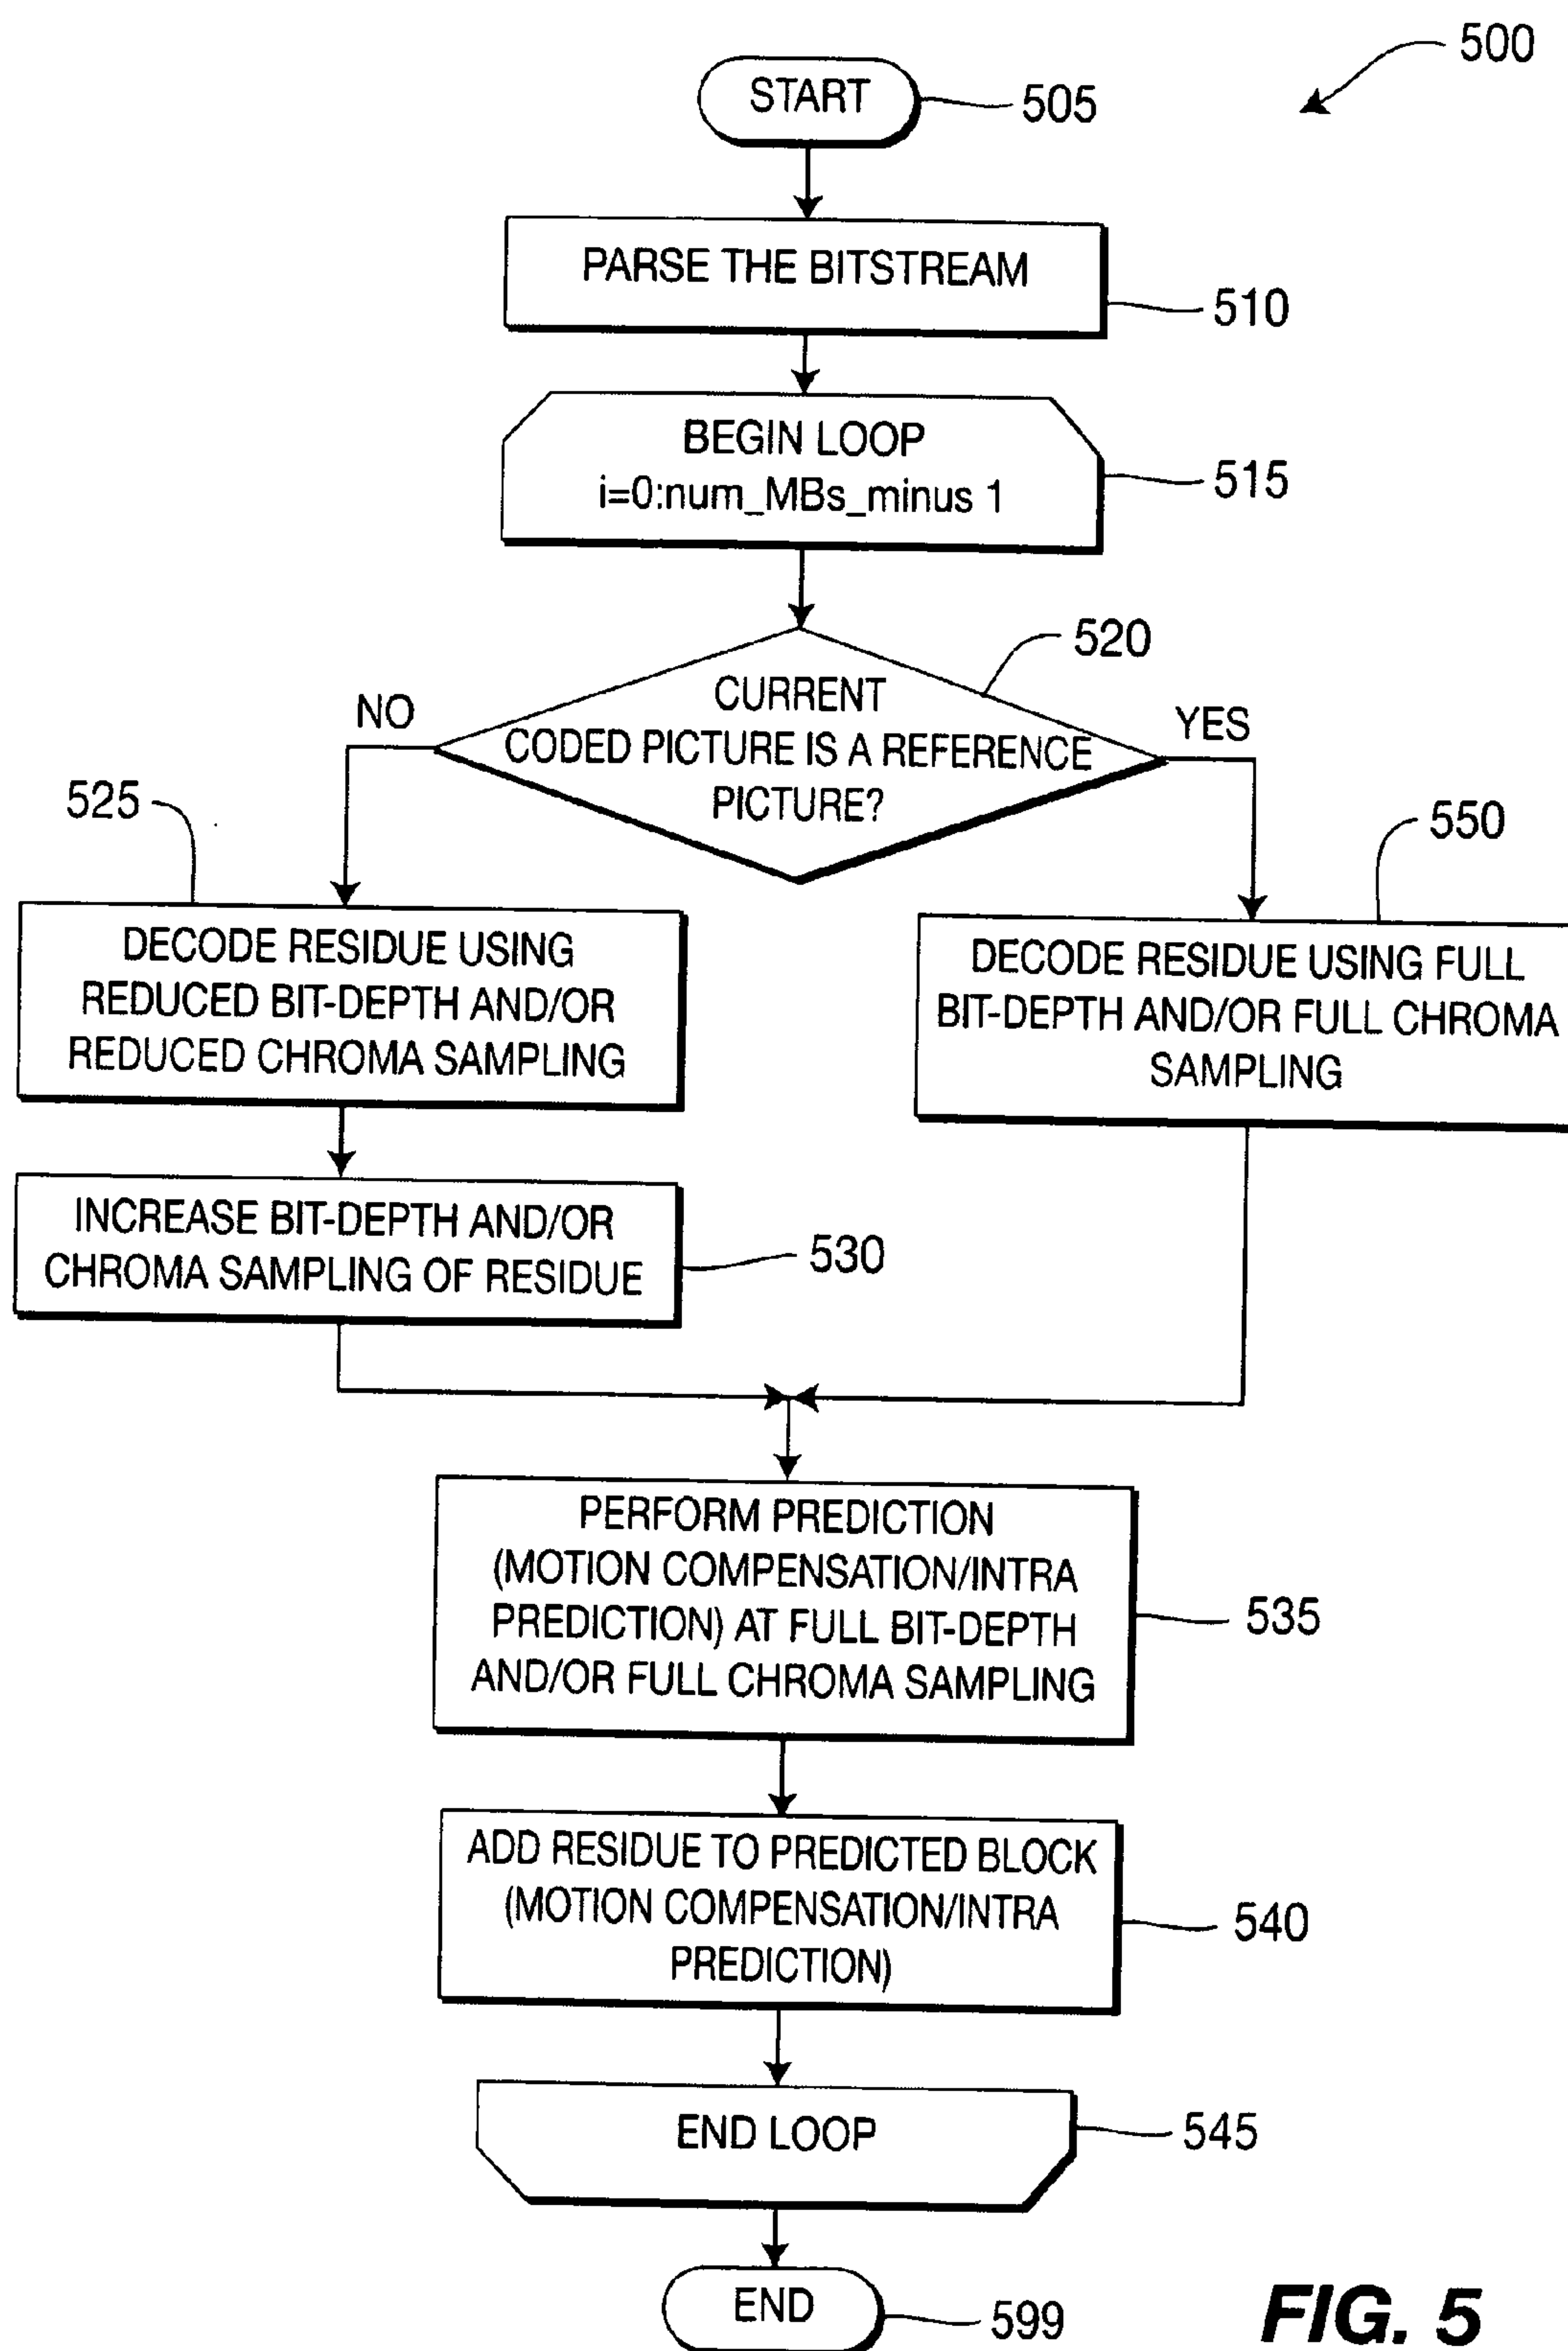 500
START
505
PARSE THE BITSTREAM
510
BEGIN LOOP
i=0:num_MBs_minus 1
515
520
NO
CURRENT
CODED PICTURE IS A REFERENCE
PICTURE?
YES
525
550
DECODE RESIDUE USING
REDUCED BIT-DEPTH AND/OR
REDUCED CHROMA SAMPLING
DECODE RESIDUE USING FULL
BIT-DEPTH AND/OR FULL CHROMA
SAMPLING
INCREASE BIT-DEPTH AND/OR
CHROMA SAMPLING OF RESIDUE
530
PERFORM PREDICTION
(MOTION COMPENSATION/INTRA
PREDICTION) AT FULL BIT-DEPTH
AND/OR FULL CHROMA SAMPLING
535
ADD RESIDUE TO PREDICTED BLOCK
(MOTION COMPENSATION/INTRA
PREDICTION)
540
END LOOP
545
END
599
FIG. 5